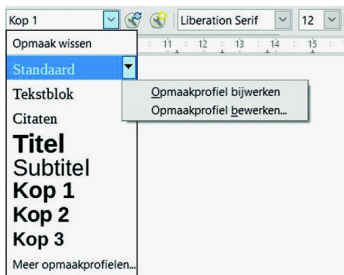 Kop 1 Liberation Serif 12
Opmaak wissen 11 12 13 14 15
Standaard
Opmaakprofiel bijwerken
Tekstblok
Opmaakprofiel bewerken...
Citaten
Titel
Subtitel
Kop 1
Kop 2
Kop 3
Meer opmaakprofielen...